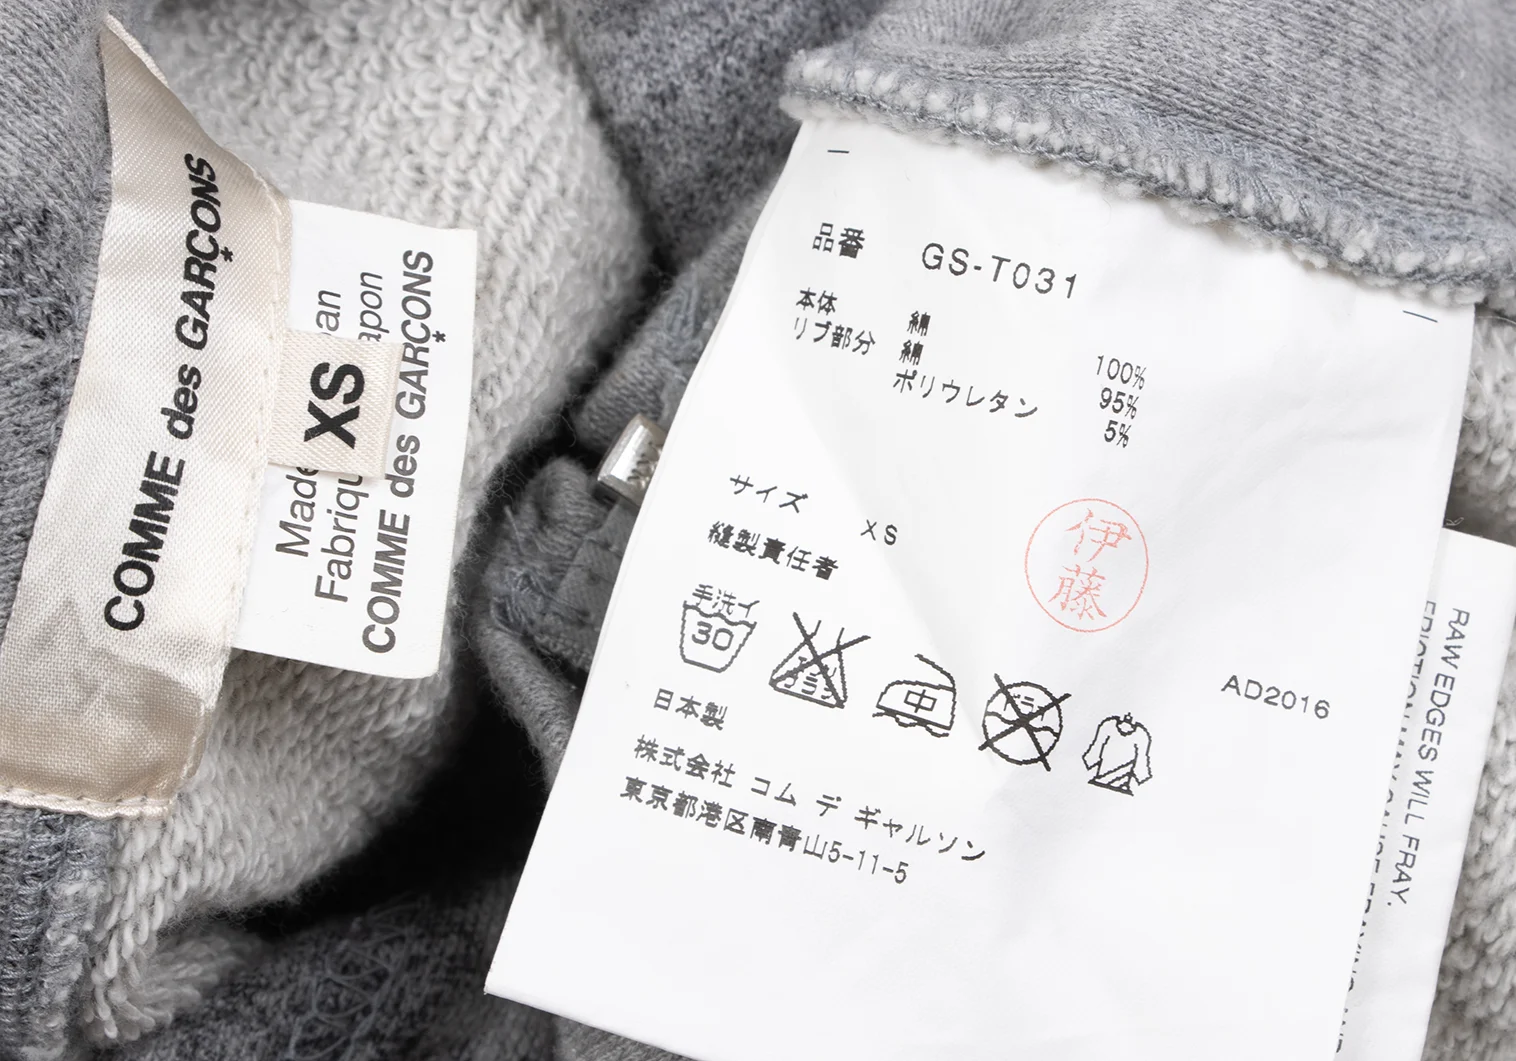 COMME des GARÇONS
XS
Made
Fabriqu
COMME des GARÇONS
品番 GS-T031
本体 綿 100%
リブ部分 綿 95%
ポリウレタン 5%
サイズ XS
縫製責任者
伊藤
手洗イ
30
中
AD2016
日本製
株式会社 コム デ ギャルソン
東京都港区南青山5-11-5
RAW EDGES WILL FRAY.